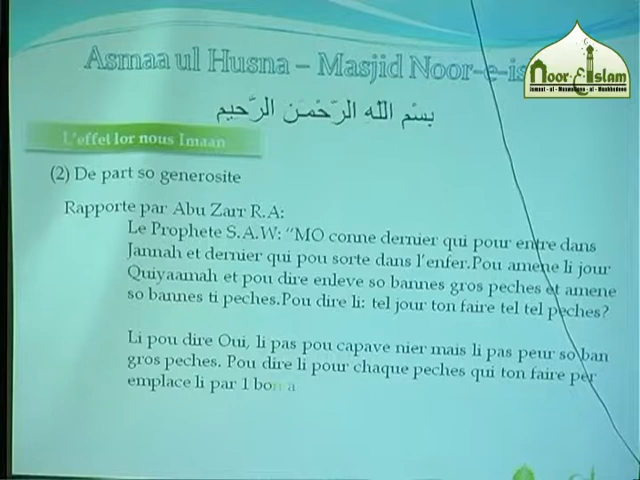 Asmaa ul Husna – Masjid Noor-e-is
Noor-E-Islam
بسْم الله الرّحْمـَن الرَّحيم
L'effet lor nous Imaan
(2) De part so generosite
Rapporte par Abu Zarr R.A:
Le Prophete S.A.W: “MO conne dernier qui pour entre dans
Jannah et dernier qui pou sorte dans l'enfer.Pou amene li jour
Quiyaamah et pou dire enleve so bannes gros peches et amene
so bannes ti peches.Pou dire li: tel jour ton faire tel tel peches?
Li pou dire Oui, li pas pou capave nier mais li pas peur so ban
gros peches. Pou dire li pour chaque peches qui ton faire per
emplace li par 1 bon a